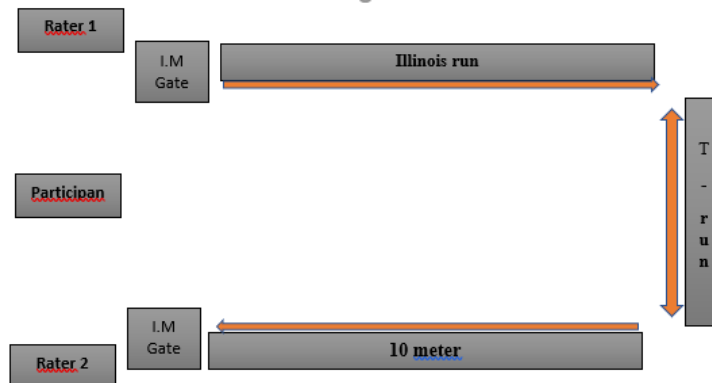 Rater 1
I.M
Gate
Illinois run
T
-
r
u
n
Participan
I.M
Gate
10 meter
Rater 2